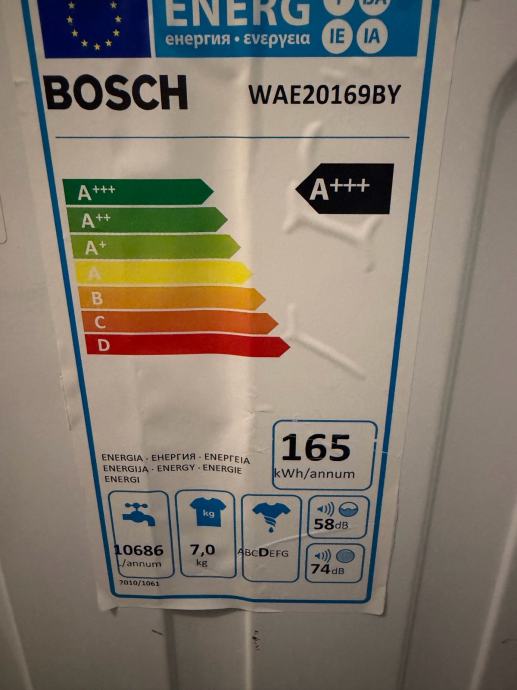 ENERG
Y
IJA
енергия · ενεργεια
IE
IA
BOSCH
WAE20169BY
A+++
A+++
A++
A+
A
B
C
D
165
kWh/annum
ENERGIA · ЕНЕРГИЯ · ΕΝΕΡΓΕΙΑ
ENERGIJA · ENERGY · ENERGIE
ENERGI
10686
L/annum
kg
7,0
kg
ABCDEFG
58dB
74dB
2010/1061